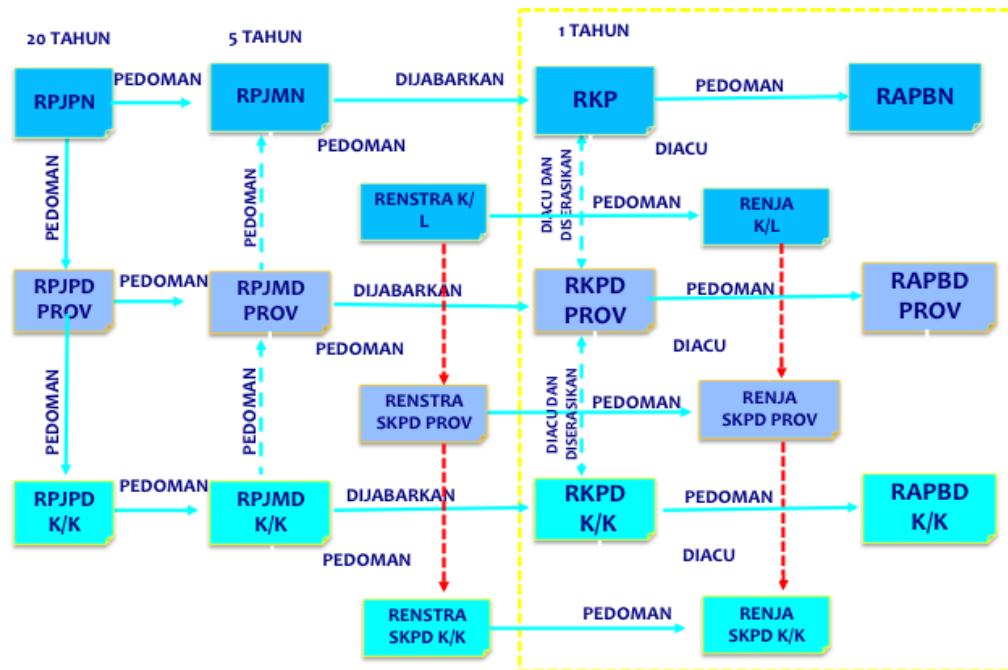 20 TAHUN
5 TAHUN
1 TAHUN
RPJPN
PEDOMAN
RPJMN
DIJABARKAN
RKP
PEDOMAN
RAPBN
PEDOMAN
PEDOMAN
PEDOMAN
DIACU DAN
DISERASIKAN
DIACU
RENSTRA K/
L
PEDOMAN
RENJA
K/L
RPJPD
PROV
PEDOMAN
RPJMD
PROV
DIJABARKAN
RKPD
PROV
PEDOMAN
RAPBD
PROV
PEDOMAN
PEDOMAN
PEDOMAN
DIACU DAN
DISERASIKAN
DIACU
RENSTRA
SKPD PROV
PEDOMAN
RENJA
SKPD PROV
RPJPD
K/K
PEDOMAN
RPJMD
K/K
DIJABARKAN
RKPD
K/K
PEDOMAN
RAPBD
K/K
PEDOMAN
DIACU
RENSTRA
SKPD K/K
PEDOMAN
RENJA
SKPD K/K